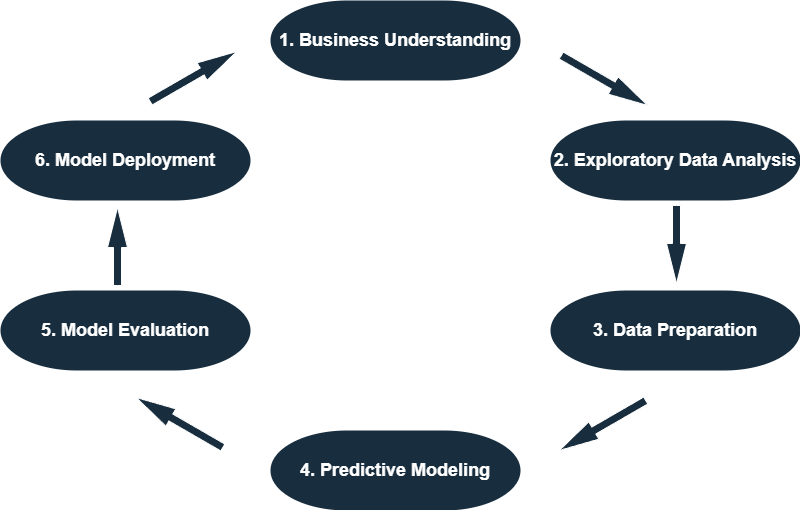 1. Business Understanding
2. Exploratory Data Analysis
3. Data Preparation
4. Predictive Modeling
5. Model Evaluation
6. Model Deployment